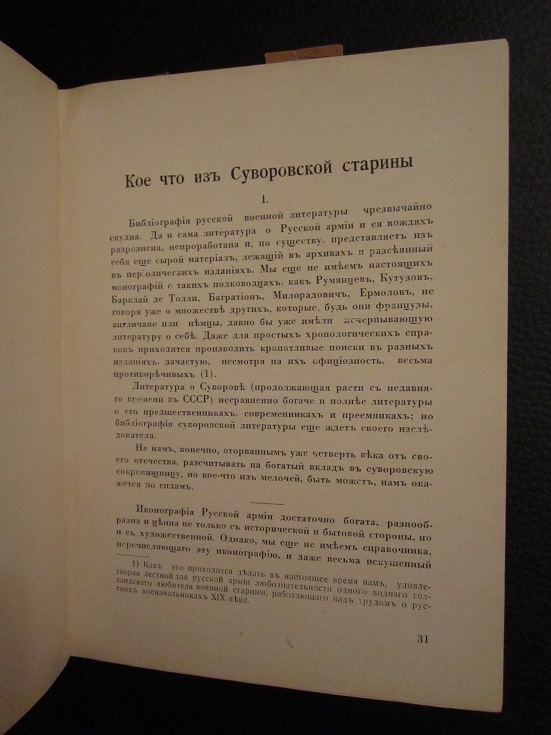 Кое что изъ Суворовской старины
I.
Библіографія русской военной литературы чрезвычайно
скудна. Да и сама литература о Русской арміи и ея вождяхъ
разрознена, непроработана и, по существу, представляетъ изъ
себя еще сырой матеріалъ, лежащій въ архивахъ и разсѣянный
въ періодическихъ изданіяхъ. Мы еще не имѣемъ настоящихъ
монографій о такихъ полководцахъ, какъ Румянцевъ, Кутузовъ,
Барклай де Толли, Багратіонъ, Милорадовичъ, Ермоловъ, не
говоря уже о множествѣ другихъ, которые, будь они французы,
англичане или нѣмцы, давно бы уже имѣли исчерпывающую
литературу о себѣ. Даже для простыхъ хронологическихъ спра-
вокъ приходится производить кропотливые поиски въ разныхъ
изданіяхъ, зачастую, несмотря на ихъ офиціозность, весьма
противорѣчивыхъ (1).
Литература о Суворовѣ (продолжающая расти съ недавня-
го времени въ СССР) несравненно богаче и полнѣе литературы
о его предшественникахъ, современникахъ и преемникахъ; но
библіографія суворовской литературы еще ждетъ своего изслѣ-
дователя.
Не намъ, конечно, оторваннымъ уже четверть вѣка отъ сво-
его отечества, разсчитывать на богатый вкладъ въ суворовскую
сокровищницу, но кое-что изъ мелочей, быть можетъ, намъ ока-
жется по силамъ.
Иконографія Русской арміи достаточно богата, разнооб-
разна и цѣнна не только съ исторической и бытовой стороны, но
и съ художественной. Однако, мы еще не имѣемъ справочника,
перечисляющаго эту иконографію, и даже весьма искушенный
1) Какъ это приходится дѣлать въ настоящее время намъ, удовле-
творяя лестной для русской арміи любознательности одного виднаго гол-
ландскаго любителя военной старины, работающаго надъ трудомъ о рус-
скихъ военачальникахъ XIX вѣка.
31